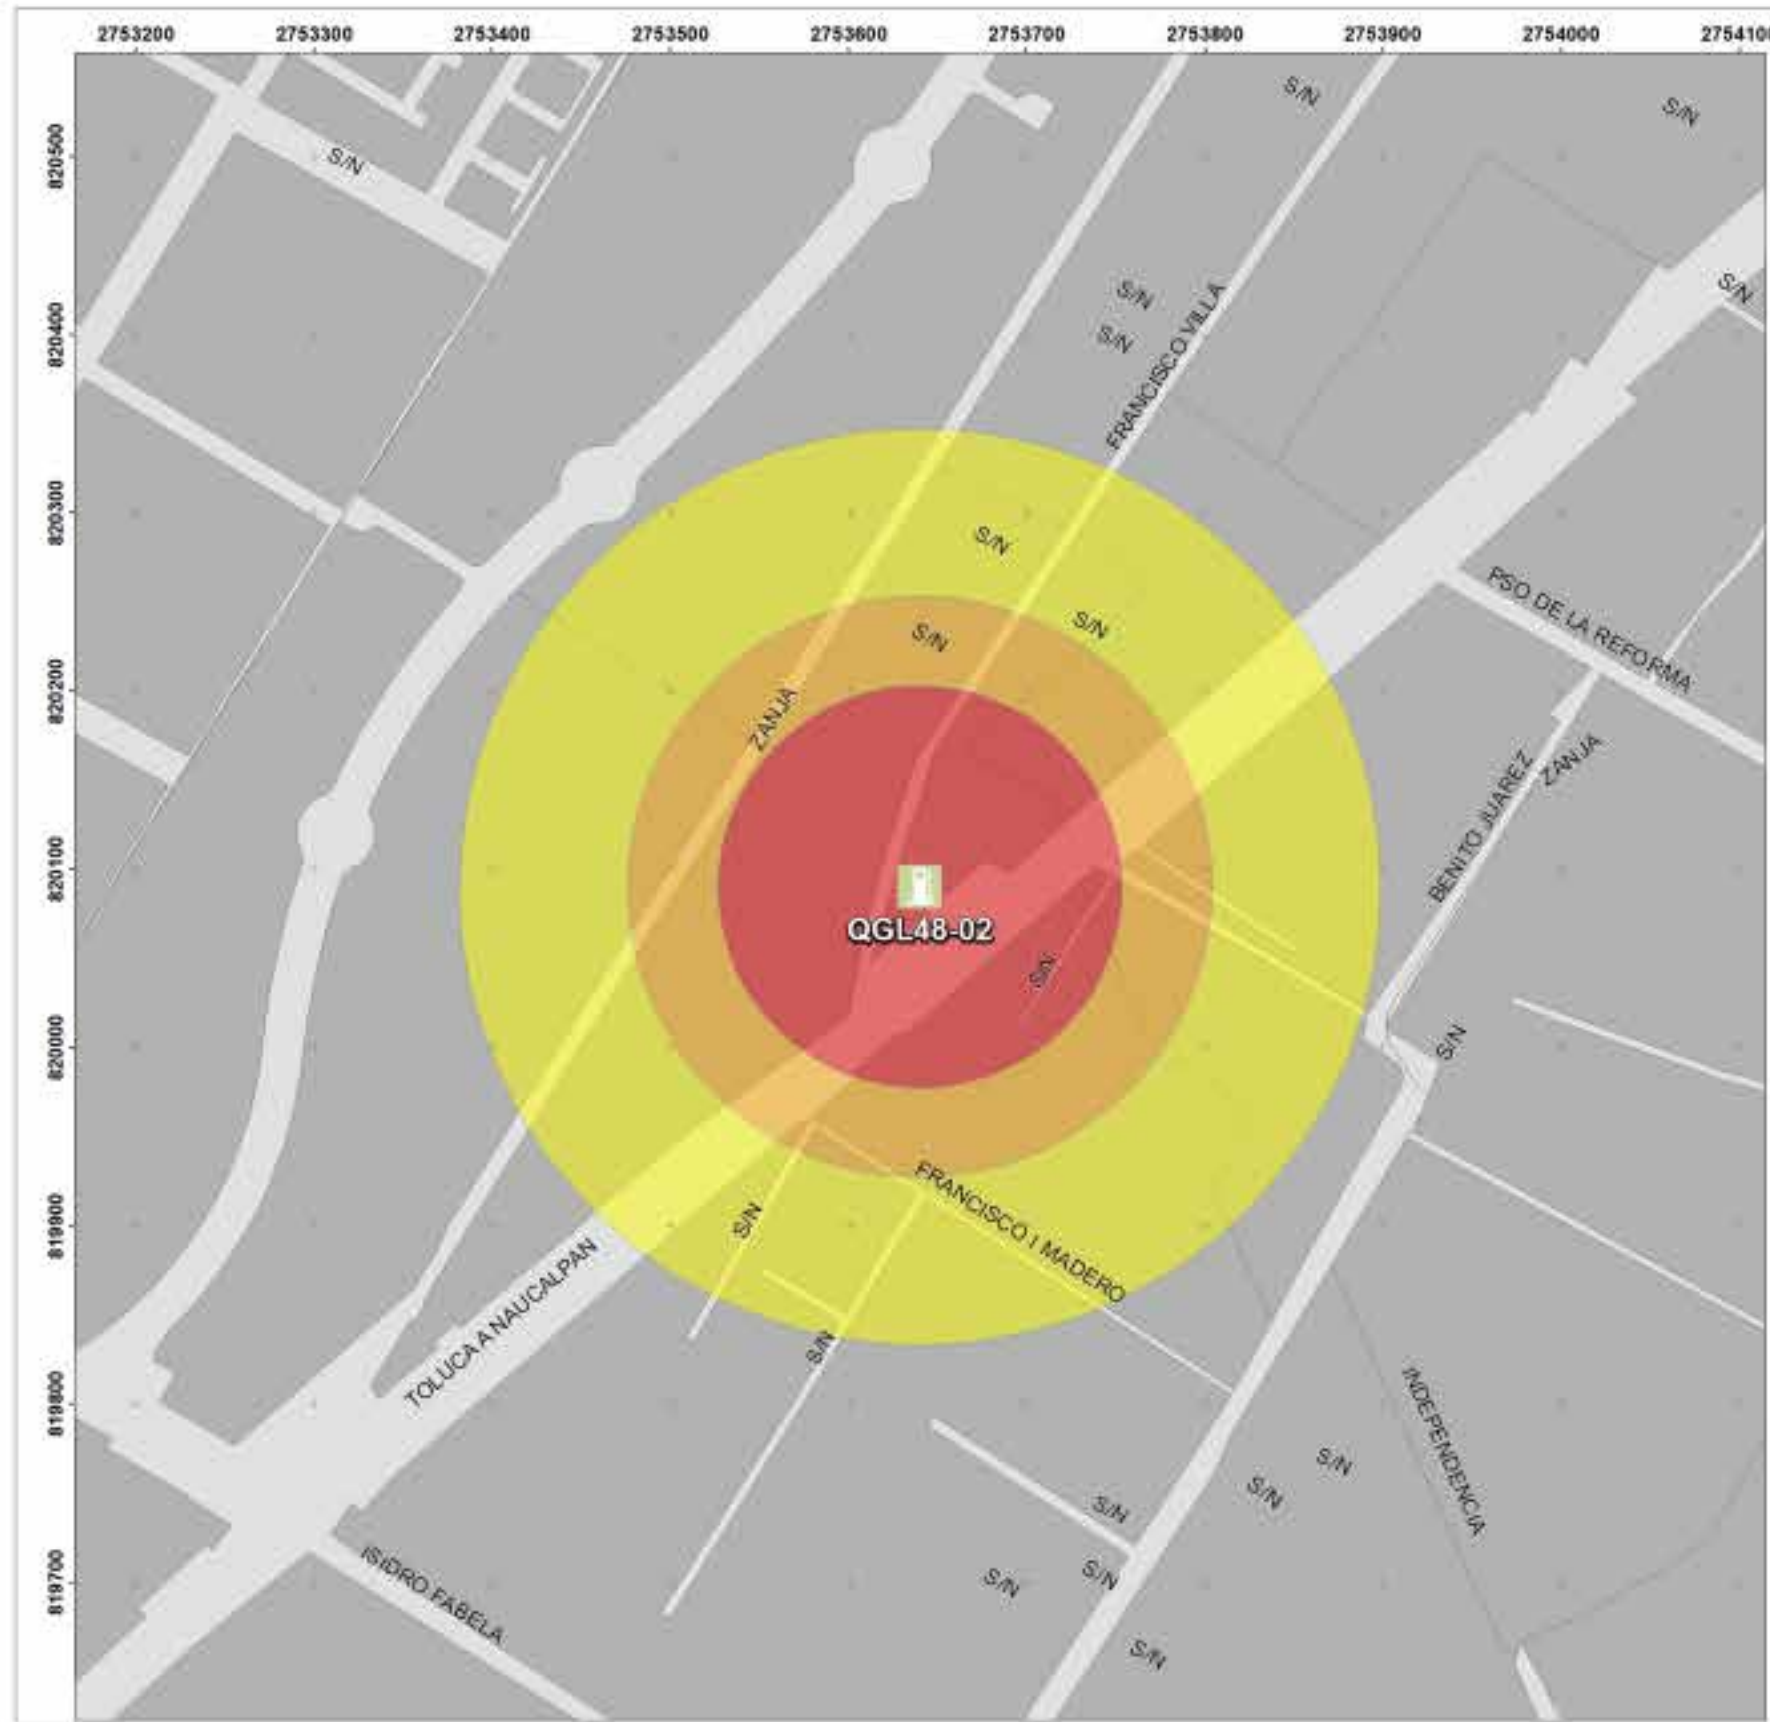 2753200 2753300 2753400 2753500 2753600 2753700 2753800 2753900 2754000 2754100
820500
820400
820300
820200
820100
820000
819900
819800
819700
S/N
S/N
S/N
S/N
S/N
S/N
FRANCISCO VILLA
S/N
S/N
S/N
PSO DE LA REFORMA
ZANJA
ZANJA
BENITO JUAREZ
QGL48-02
S/N
S/N
FRANCISCO I MADERO
S/N
TOLUCA A NAUCALPAN
S/N
INDEPENDENCIA
S/N
S/N
S/N
ISIDRO FABELA
S/N
S/N
S/N